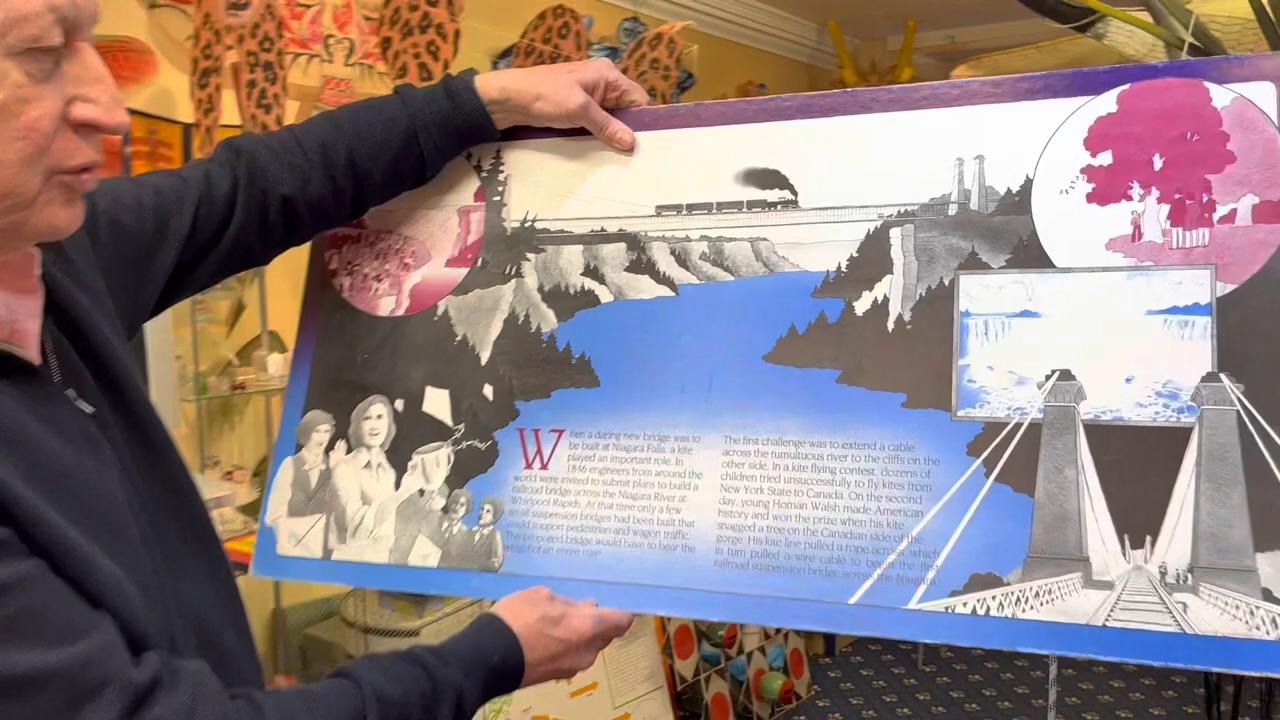 When a daring new bridge was to
be built at Niagara Falls, a kite
played an important role. In
1846 engineers from around the
world were invited to submit plans to build a
railroad bridge across the Niagara River at
Whirlpool Rapids. At that time only a few
small suspension bridges had been built that
could support pedestrian and wagon traffic.
This proposed bridge would have to bear the
weight of an entire train.
The first challenge was to extend a cable
across the tumultuous river to the cliffs on the
other side. In a kite flying contest, dozens of
children tried unsuccessfully to fly kites from
New York State to Canada. On the second
day, young Homan Walsh made American
history and won the prize when his kite
snagged a tree on the Canadian side of the
gorge. His kite line pulled a rope across, which
in turn pulled a wire cable to begin the first
railroad suspension bridge across the Niagara.